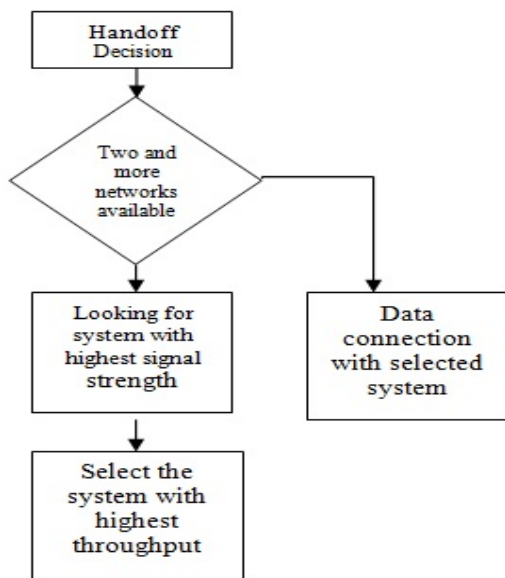 Handoff
Decision
Two and
more
networks
available
Looking for
system with
highest signal
strength
Data
connection
with selected
system
Select the
system with
highest
throughput